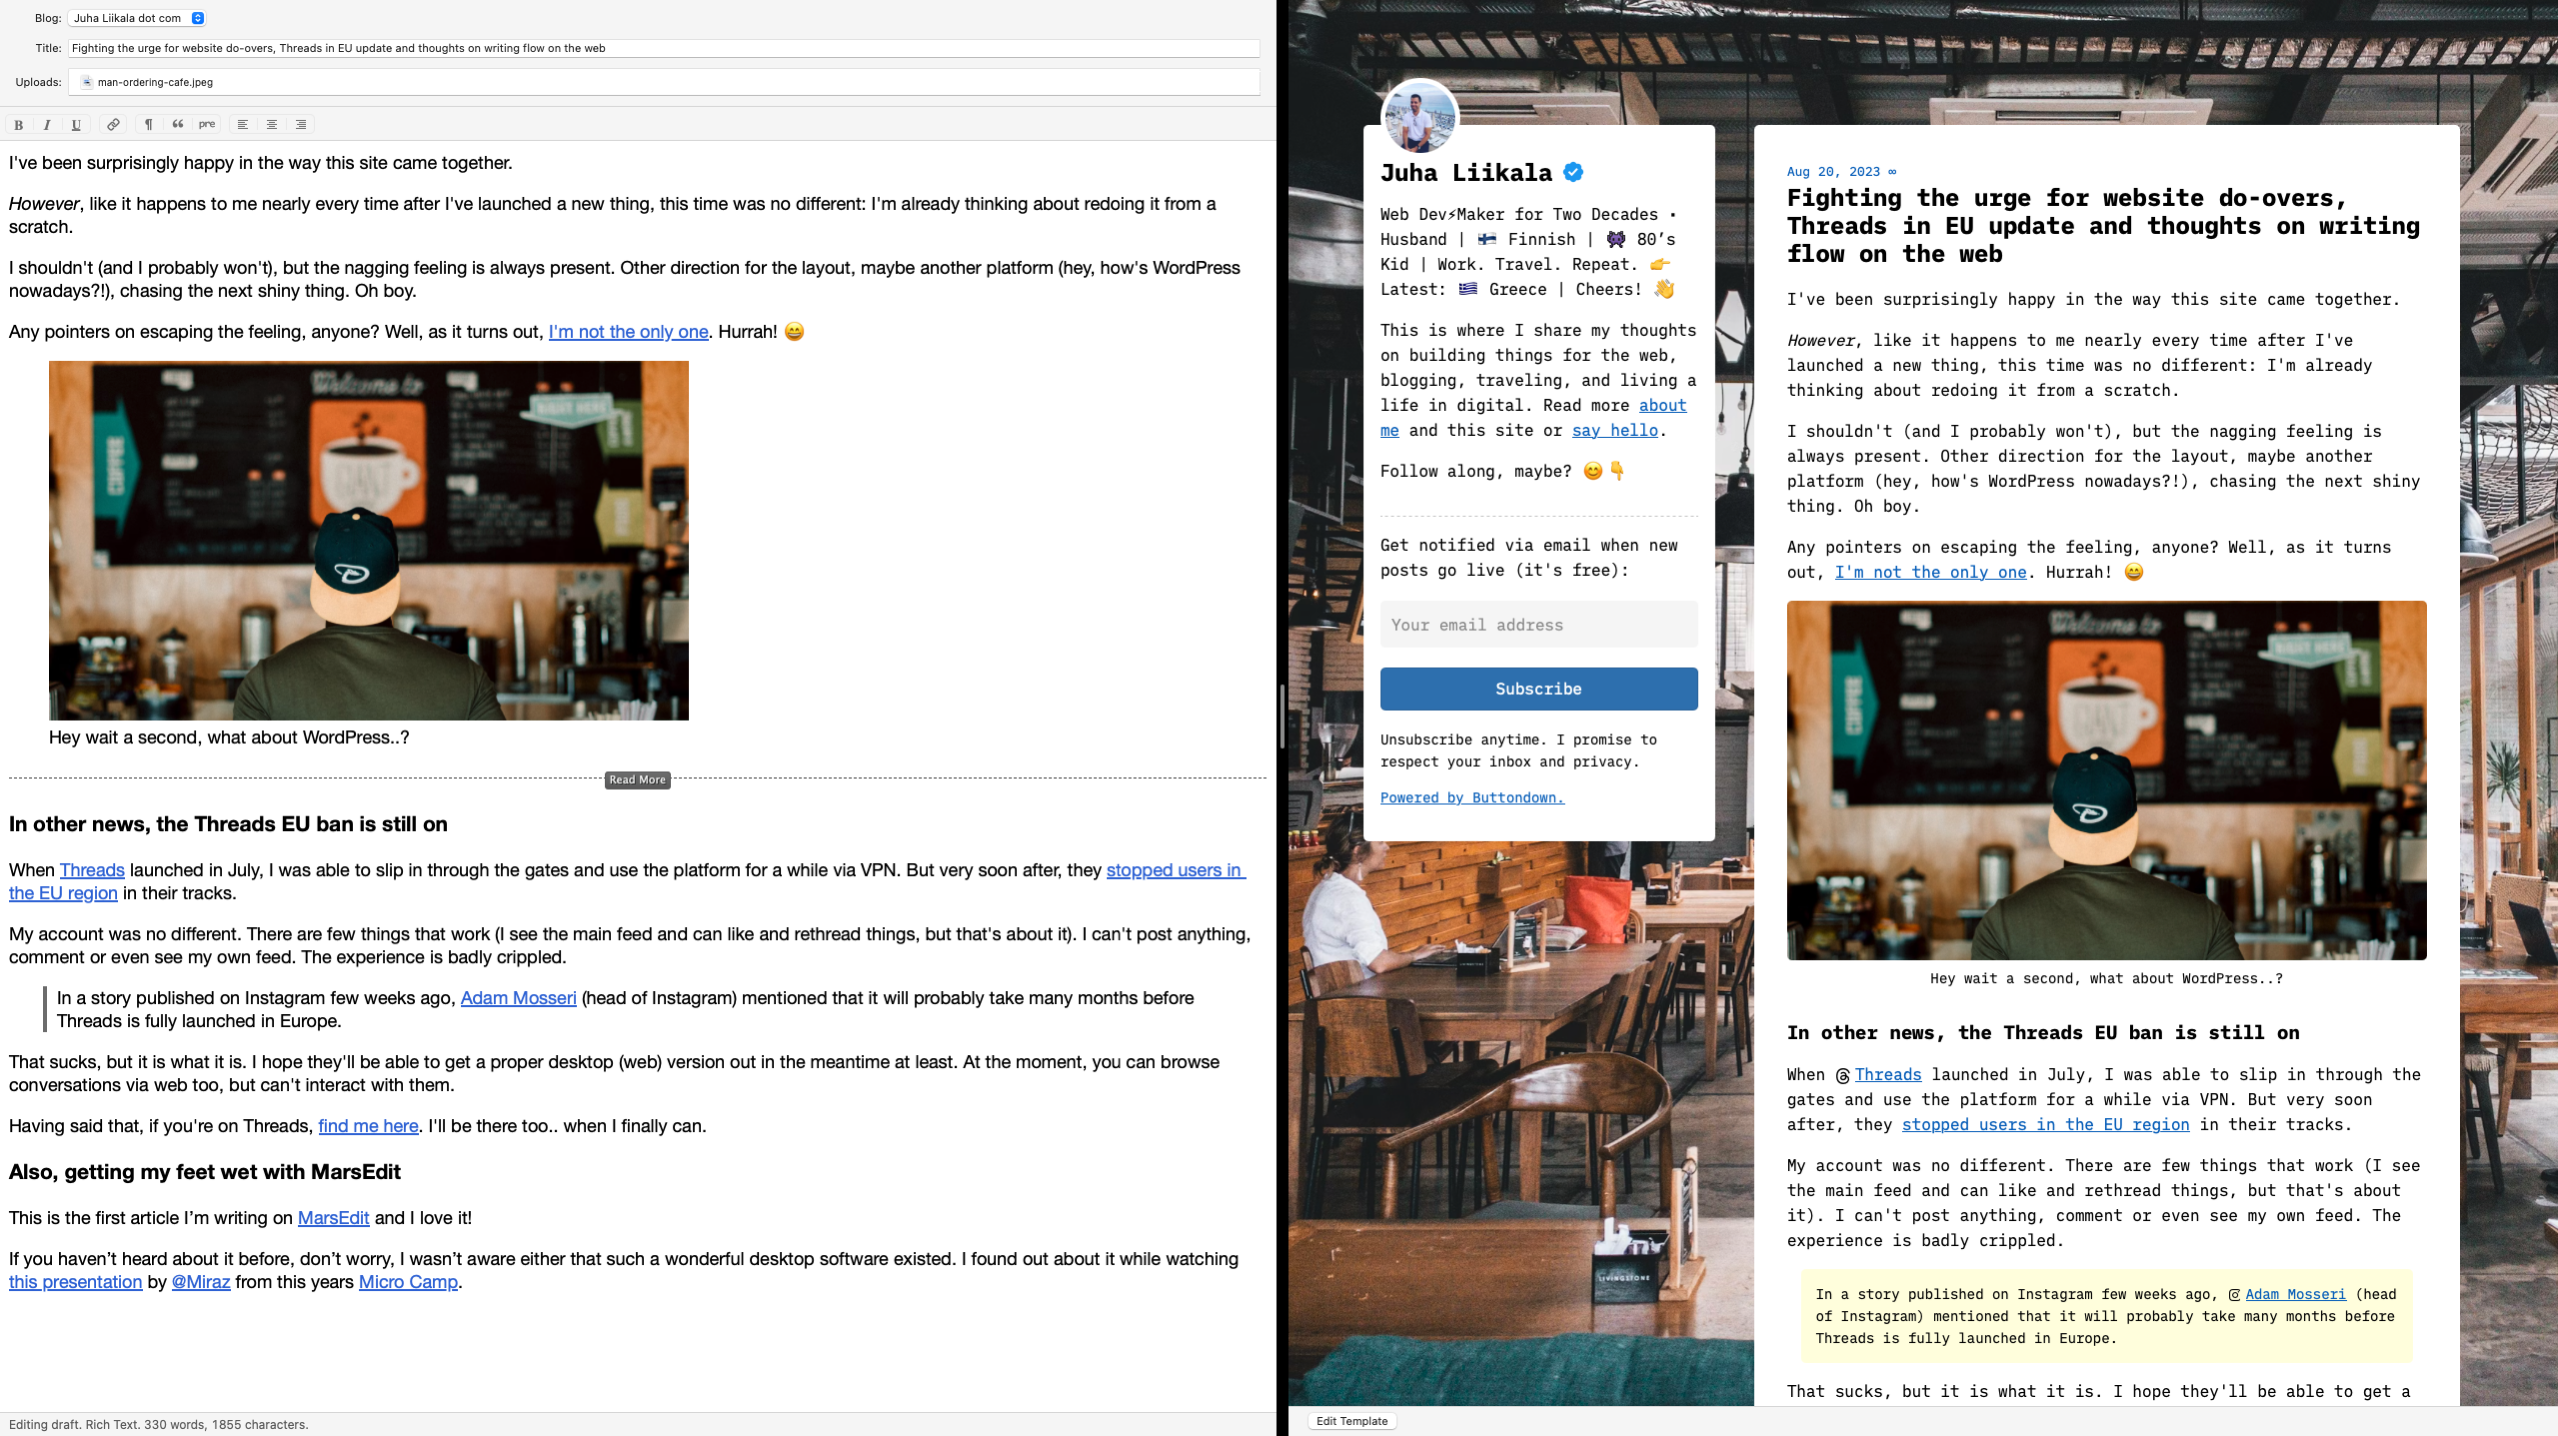 Blog: Juha Liikala dot com
Title: Fighting the urge for website do-overs, Threads in EU update and thoughts on writing flow on the web
Uploads: man-ordering-cafe.jpeg
B I U pre
I've been surprisingly happy in the way this site came together.
However, like it happens to me nearly every time after I've launched a new thing, this time was no different: I'm already thinking about redoing it from a
scratch.
I shouldn't (and I probably won't), but the nagging feeling is always present. Other direction for the layout, maybe another platform (hey, how's WordPress
nowadays?!), chasing the next shiny thing. Oh boy.
Any pointers on escaping the feeling, anyone? Well, as it turns out, I'm not the only one. Hurrah! 😄
Welcome to
RIGHT HERE
COFFEE
Hey wait a second, what about WordPress..?
Read More
In other news, the Threads EU ban is still on
When Threads launched in July, I was able to slip in through the gates and use the platform for a while via VPN. But very soon after, they stopped users in
the EU region in their tracks.
My account was no different. There are few things that work (I see the main feed and can like and rethread things, but that's about it). I can't post anything,
comment or even see my own feed. The experience is badly crippled.
In a story published on Instagram few weeks ago, Adam Mosseri (head of Instagram) mentioned that it will probably take many months before
Threads is fully launched in Europe.
That sucks, but it is what it is. I hope they'll be able to get a proper desktop (web) version out in the meantime at least. At the moment, you can browse
conversations via web too, but can't interact with them.
Having said that, if you're on Threads, find me here. I'll be there too.. when I finally can.
Also, getting my feet wet with MarsEdit
This is the first article I’m writing on MarsEdit and I love it!
If you haven’t heard about it before, don’t worry, I wasn’t aware either that such a wonderful desktop software existed. I found out about it while watching
this presentation by @Miraz from this years Micro Camp.
Editing draft. Rich Text. 330 words, 1855 characters.
Juha Liikala
Web Dev⚡Maker for Two Decades •
Husband | 🇫🇮 Finnish | 👾 80’s
Kid | Work. Travel. Repeat. 👉
Latest: 🇬🇷 Greece | Cheers! 👋
This is where I share my thoughts
on building things for the web,
blogging, traveling, and living a
life in digital. Read more about
me and this site or say hello.
Follow along, maybe? 😊👇
Get notified via email when new
posts go live (it's free):
Your email address
Subscribe
Unsubscribe anytime. I promise to
respect your inbox and privacy.
Powered by Buttondown.
LIVINGSTONE
Aug 20, 2023 ∞
Fighting the urge for website do-overs,
Threads in EU update and thoughts on writing
flow on the web
I've been surprisingly happy in the way this site came together.
However, like it happens to me nearly every time after I've
launched a new thing, this time was no different: I'm already
thinking about redoing it from a scratch.
I shouldn't (and I probably won't), but the nagging feeling is
always present. Other direction for the layout, maybe another
platform (hey, how's WordPress nowadays?!), chasing the next shiny
thing. Oh boy.
Any pointers on escaping the feeling, anyone? Well, as it turns
out, I'm not the only one. Hurrah! 😄
Welcome to
RIGHT HERE
COFFEE
Hey wait a second, what about WordPress..?
In other news, the Threads EU ban is still on
When Threads launched in July, I was able to slip in through the
gates and use the platform for a while via VPN. But very soon
after, they stopped users in the EU region in their tracks.
My account was no different. There are few things that work (I see
the main feed and can like and rethread things, but that's about
it). I can't post anything, comment or even see my own feed. The
experience is badly crippled.
In a story published on Instagram few weeks ago, Adam Mosseri (head
of Instagram) mentioned that it will probably take many months before
Threads is fully launched in Europe.
That sucks, but it is what it is. I hope they'll be able to get a
Edit Template